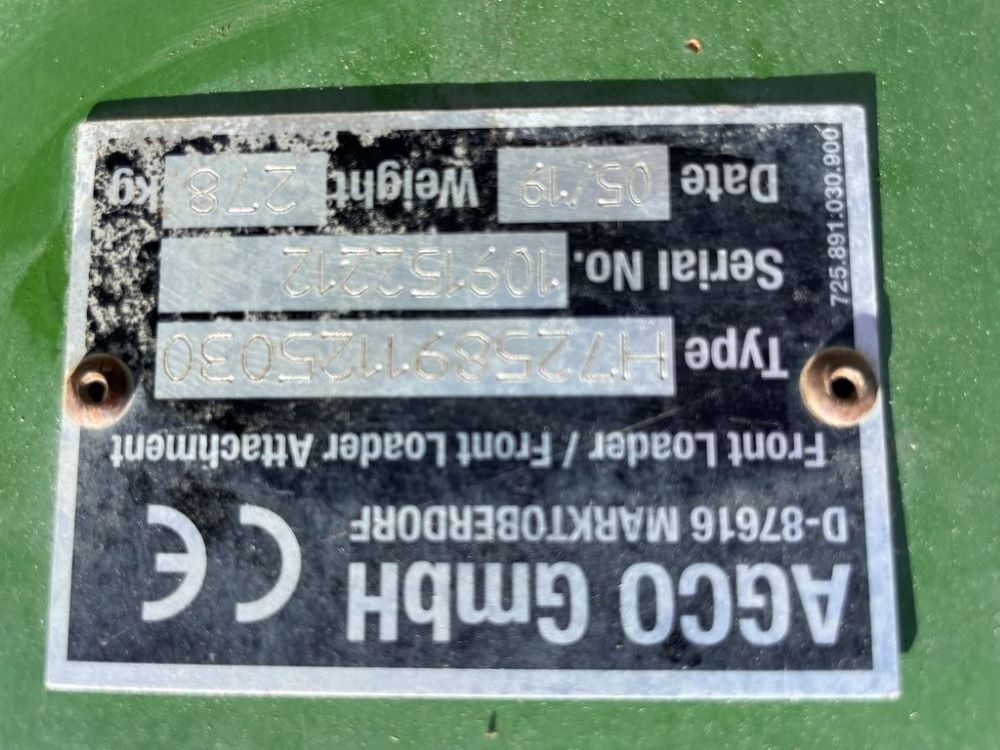 AGCO GmbH CE
D-87616 MARKTOBERDORF
Front Loader / Front Loader Attachment
Type H725891125030
Serial No. 109152212
Date 05/19 Weight 278 kg
725.891.030.900